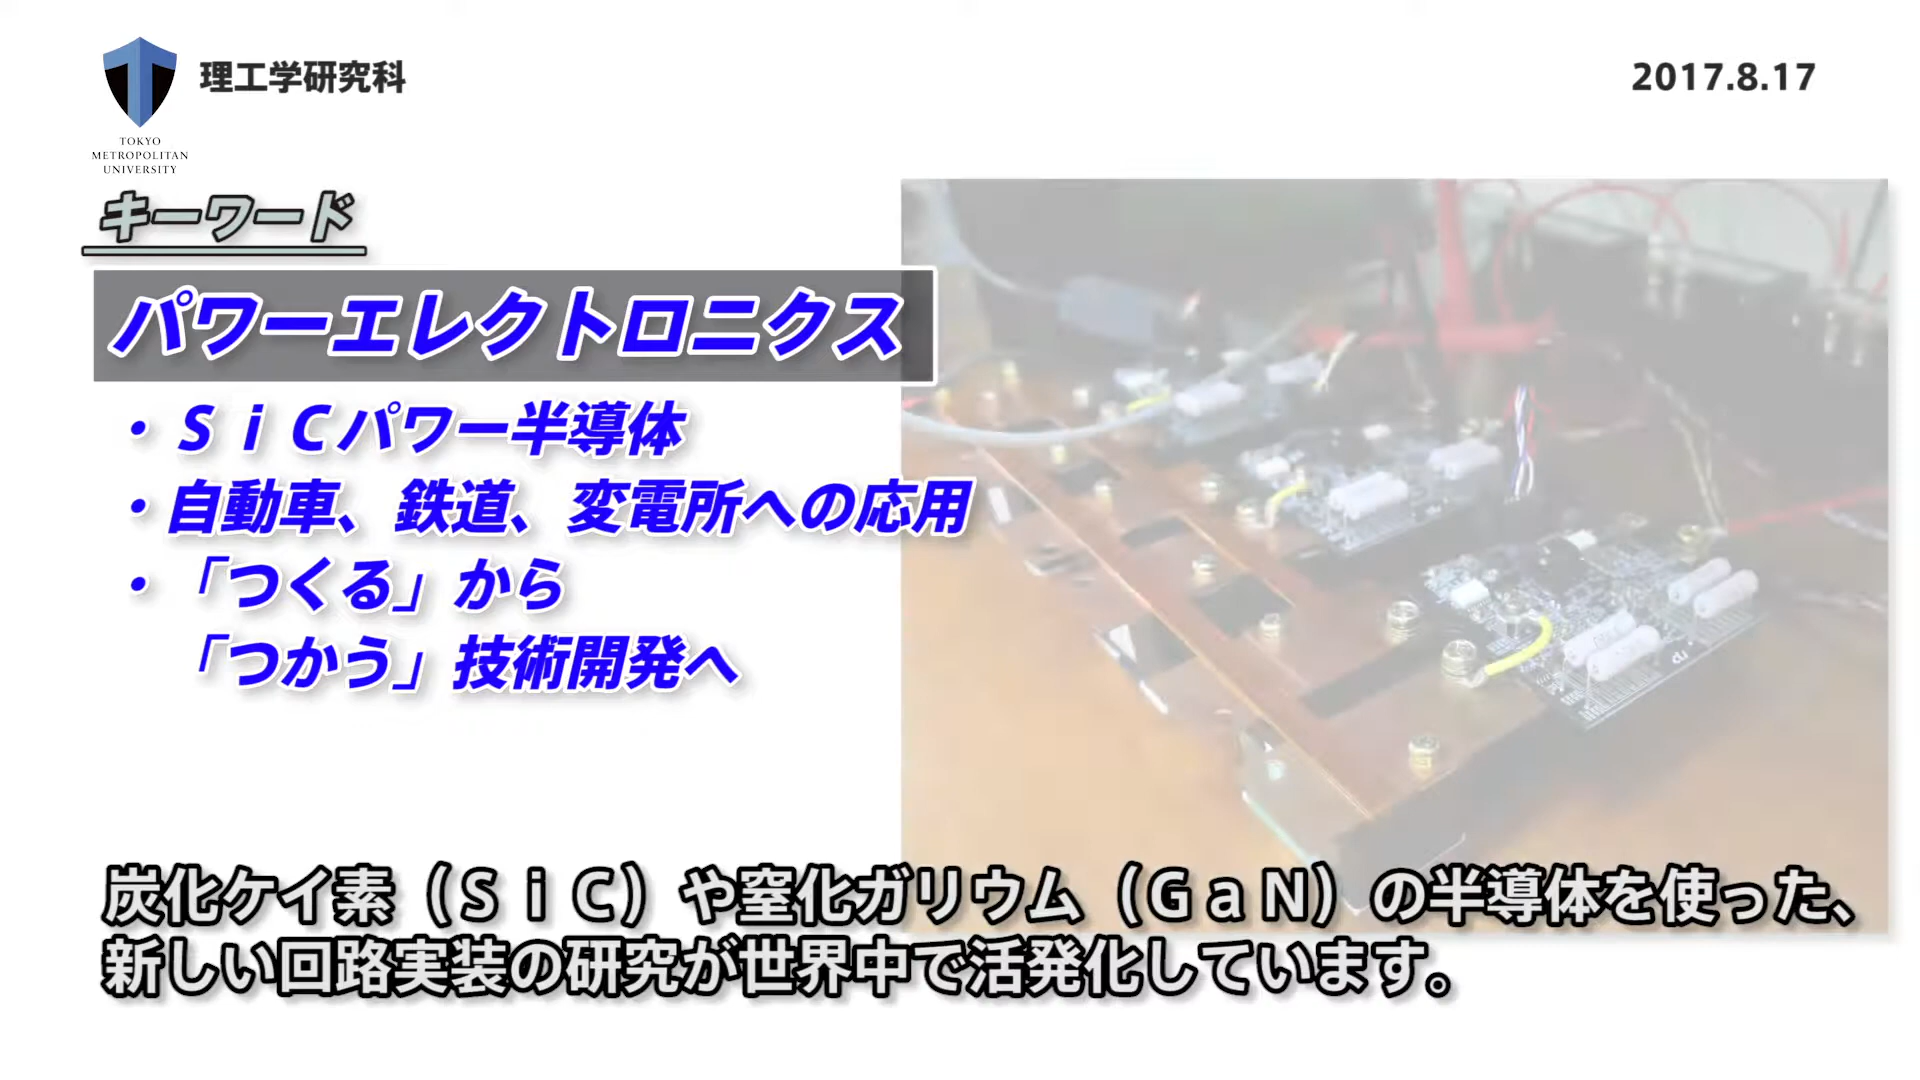 理工学研究科
2017.8.17
TOKYO
METROPOLITAN
UNIVERSITY
キーワード
パワーエレクトロニクス
・ＳｉＣパワー半導体
・自動車、鉄道、変電所への応用
・「つくる」から
「つかう」技術開発へ
炭化ケイ素（ＳｉＣ）や窒化ガリウム（ＧａＮ）の半導体を使った、
新しい回路実装の研究が世界中で活発化しています。